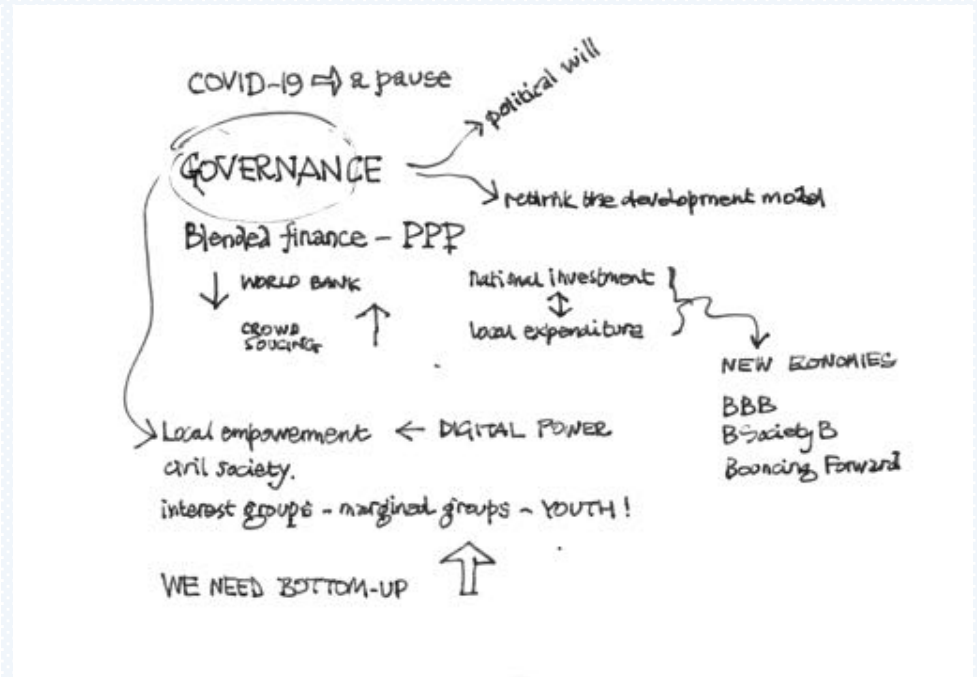 COVID-19 ⇒ a pause
political will
GOVERNANCE
rethink the development model
Blended finance – PPP
↓ WORLD BANK
national investment
↕
CROWD
SOUCING ↑
local expenditure
NEW ECONOMIES
BBB
BSocietyB
Bouncing Forward
Local empowerment ← DIGITAL POWER
civil society.
interest groups - marginal groups - YOUTH!
WE NEED BOTTOM-UP ⇑